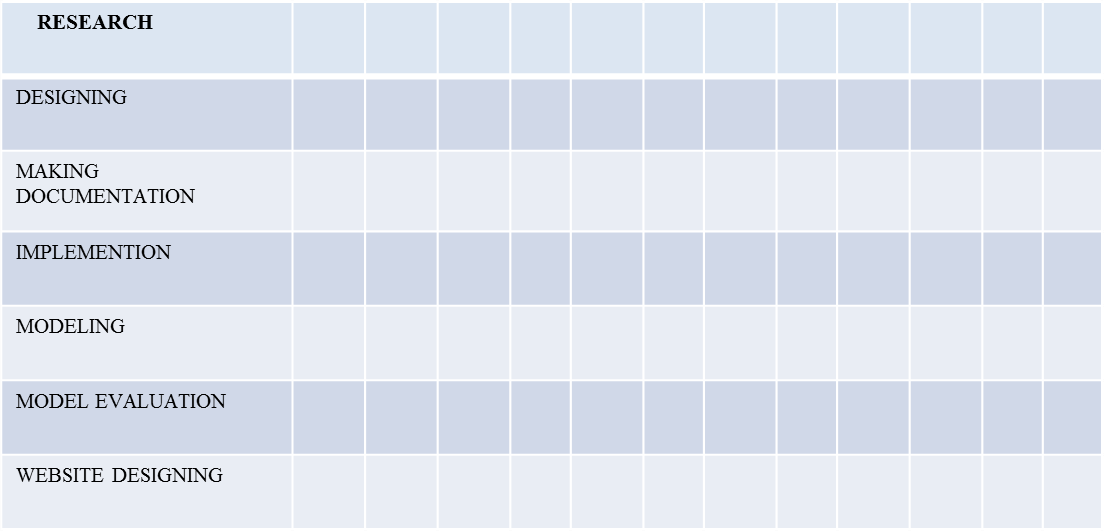 RESEARCH
DESIGNING
MAKING
DOCUMENTATION
IMPLEMENTION
MODELING
MODEL EVALUATION
WEBSITE DESIGNING